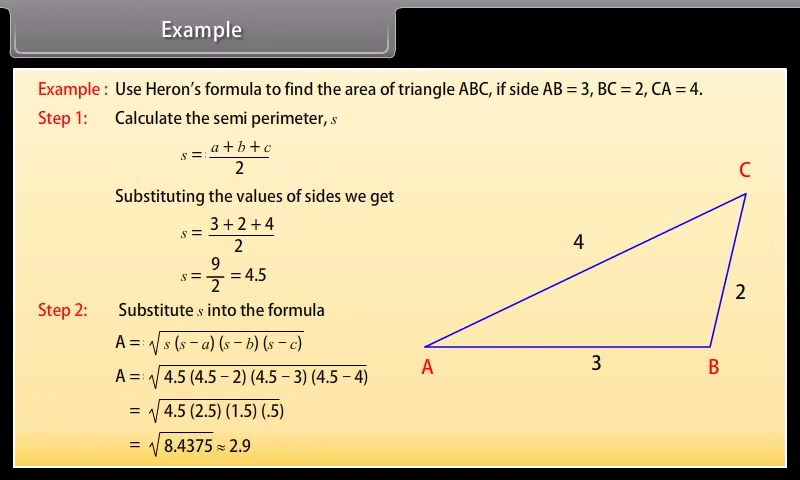 Example
Example : Use Heron's formula to find the area of triangle ABC, if side AB = 3, BC = 2, CA = 4.
Step 1: Calculate the semi perimeter, s
s = (a + b + c)/2
Substituting the values of sides we get
s = (3 + 2 + 4)/2
s = 9/2 = 4.5
Step 2: Substitute s into the formula
A = √s (s − a) (s − b) (s − c)
A = √4.5 (4.5 − 2) (4.5 − 3) (4.5 − 4)
= √4.5 (2.5) (1.5) (.5)
= √8.4375 ≈ 2.9
C
4
2
A
3
B